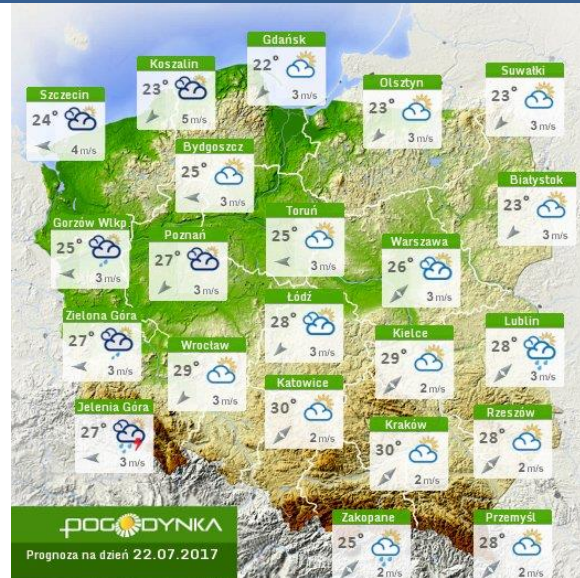 Gdańsk
22°
3 m/s
Koszalin
23°
5 m/s
Olsztyn
23°
3 m/s
Suwałki
23°
3 m/s
Szczecin
24°
4 m/s
Bydgoszcz
25°
3 m/s
Białystok
23°
3 m/s
Gorzów Wlkp
25°
3 m/s
Poznań
27°
3 m/s
Toruń
25°
3 m/s
Warszawa
26°
3 m/s
Zielona Góra
27°
3 m/s
Wrocław
29°
3 m/s
Łódź
28°
3 m/s
Kielce
29°
2 m/s
Lublin
28°
3 m/s
Jelenia Góra
27°
3 m/s
Katowice
30°
2 m/s
Kraków
30°
2 m/s
Rzeszów
28°
2 m/s
Zakopane
25°
2 m/s
Przemyśl
28°
2 m/s
POGODYNKA
Prognoza na dzień 22.07.2017